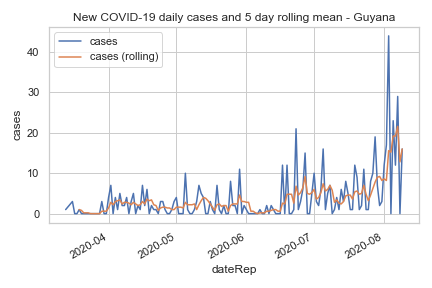 New COVID-19 daily cases and 5 day rolling mean - Guyana
cases
cases (rolling)
cases
40
30
20
10
0
2020-04
2020-05
2020-06
2020-07
2020-08
dateRep